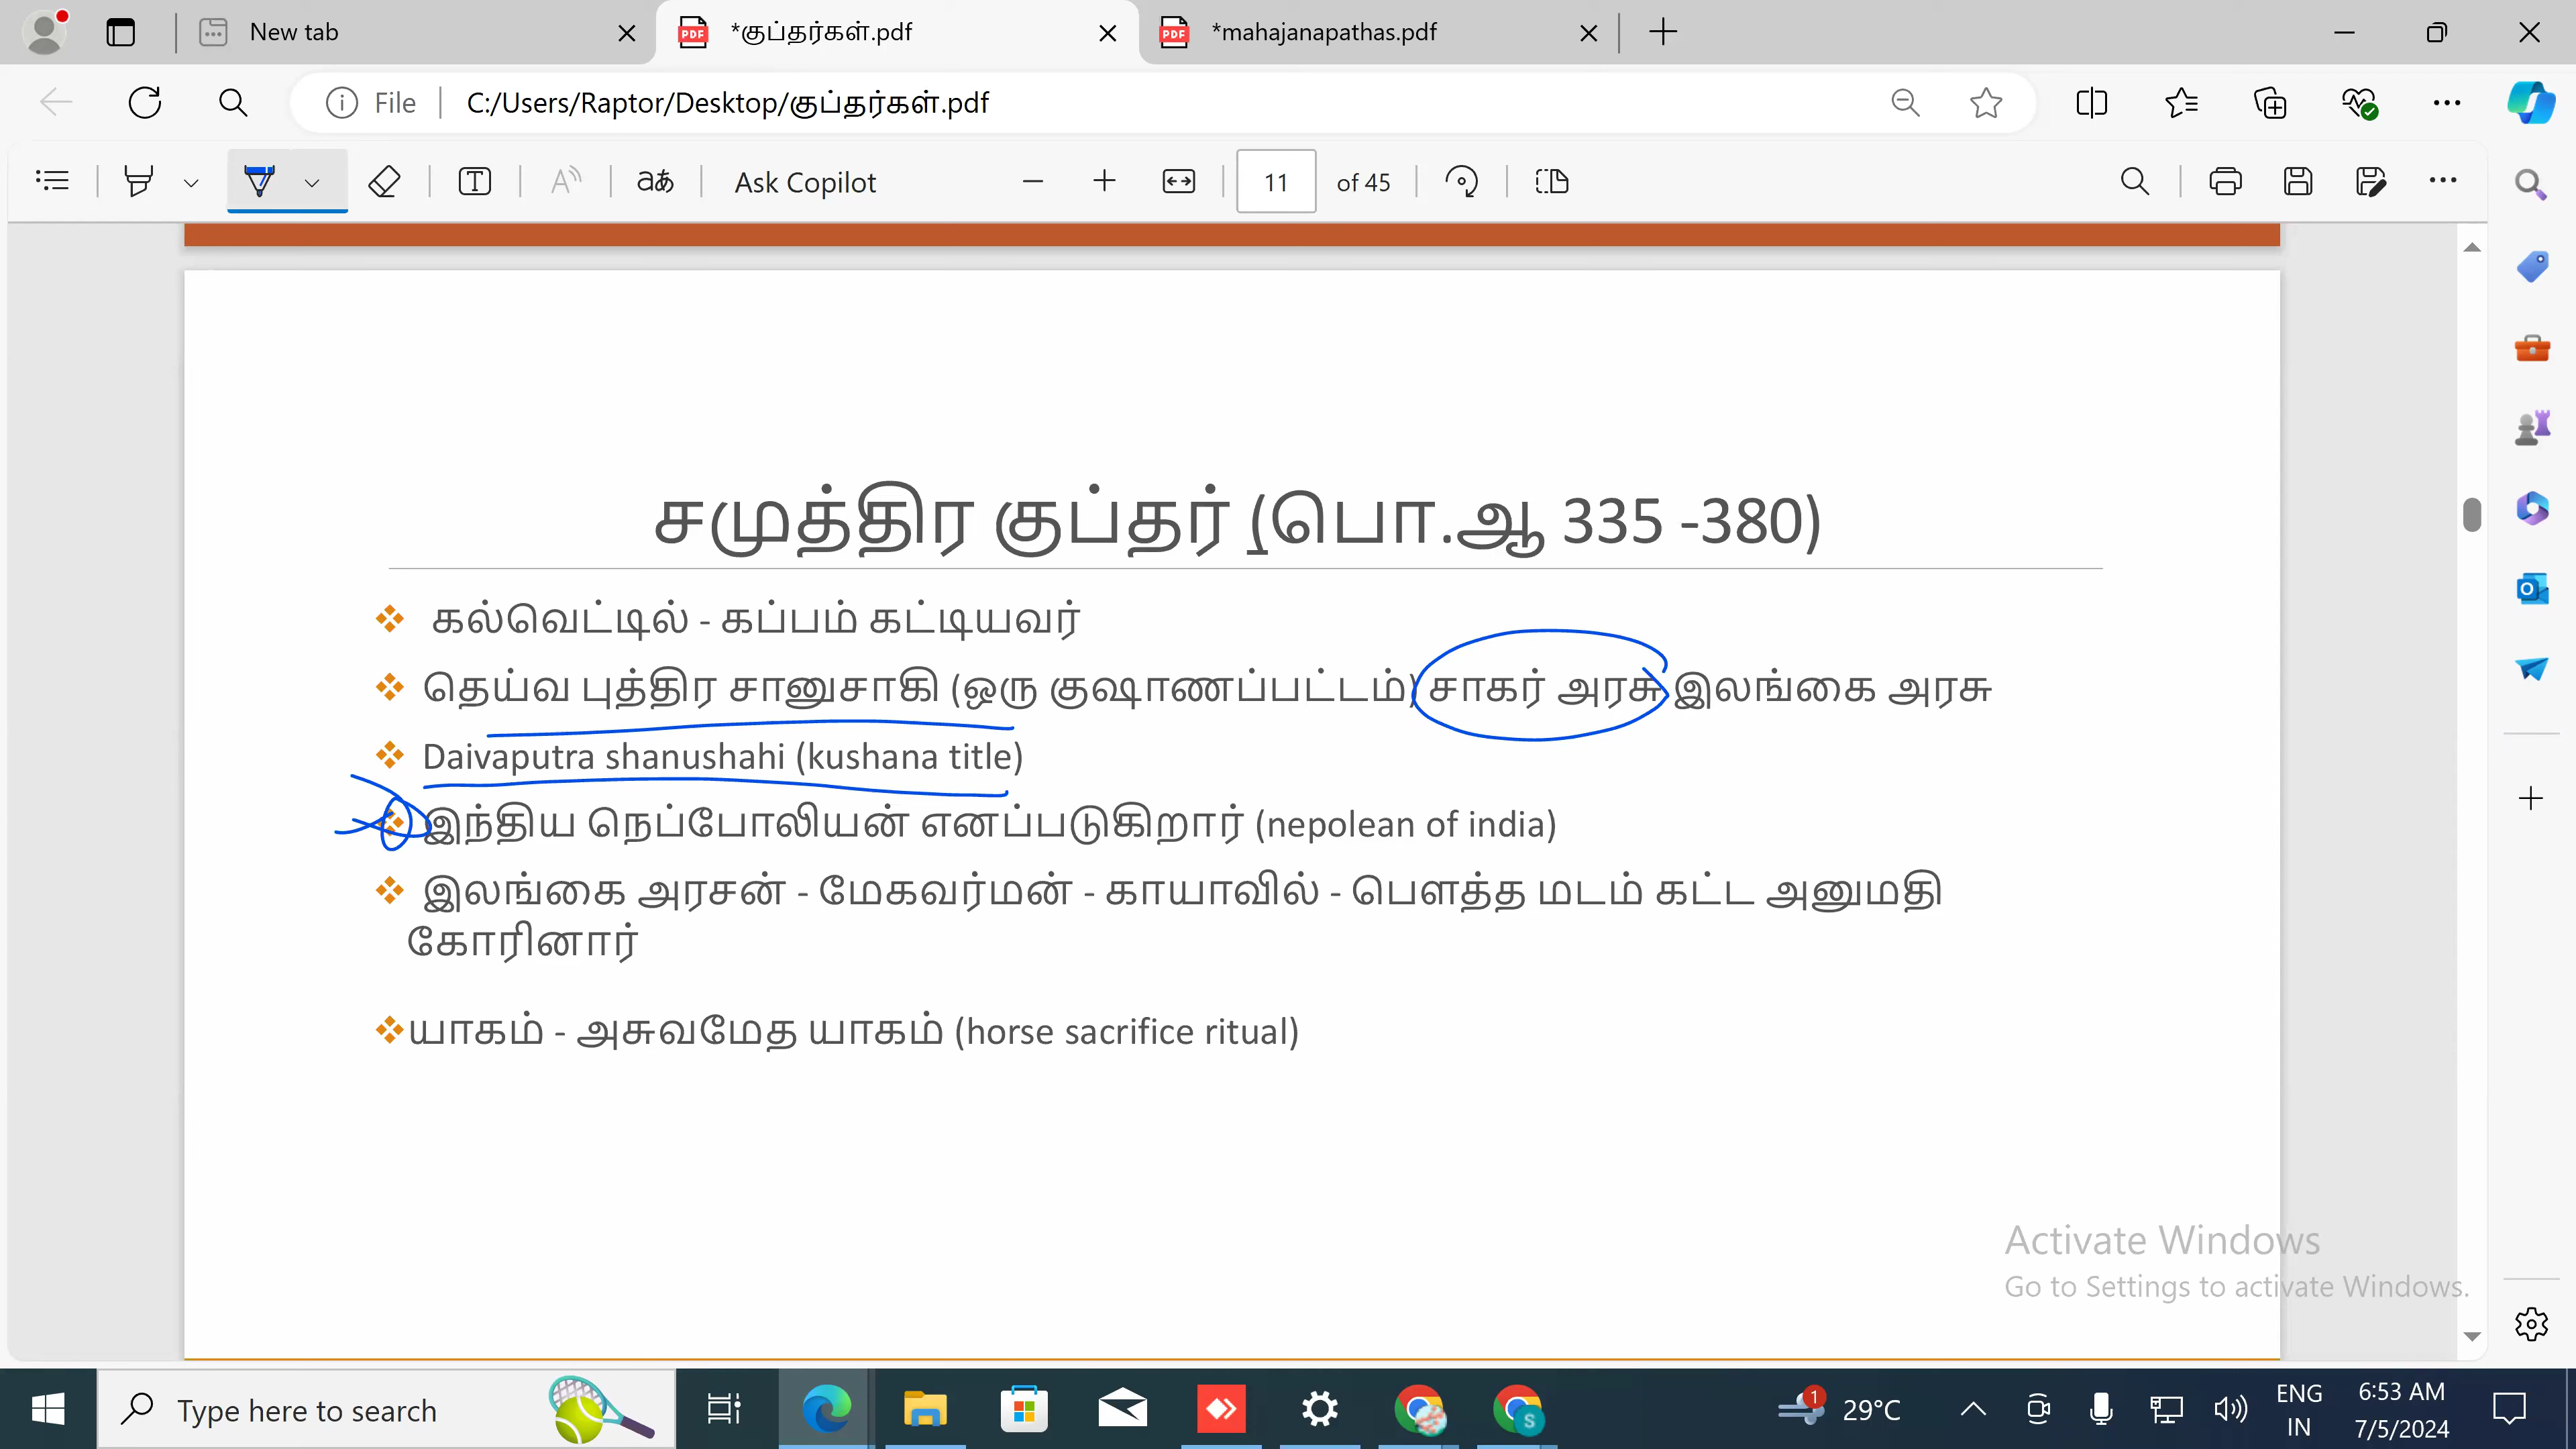 New tab
*குப்தர்கள்.pdf
*mahajanapathas.pdf
File
C:/Users/Raptor/Desktop/குப்தர்கள்.pdf
aあ
Ask Copilot
11
of 45
சமுத்திர குப்தர் (பொ.ஆ 335 -380)
கல்வெட்டில் - கப்பம் கட்டியவர்
தெய்வ புத்திர சானுசாகி (ஒரு குஷாணப்பட்டம்) சாகர் அரசு இலங்கை அரசு
Daivaputra shanushahi (kushana title)
இந்திய நெப்போலியன் எனப்படுகிறார் (nepolean of india)
இலங்கை அரசன் - மேகவர்மன் - காயாவில் - பௌத்த மடம் கட்ட அனுமதி
கோரினார்
யாகம் - அசுவமேத யாகம் (horse sacrifice ritual)
Activate Windows
Go to Settings to activate Windows.
Type here to search
1
29°C
ENG
IN
6:53 AM
7/5/2024